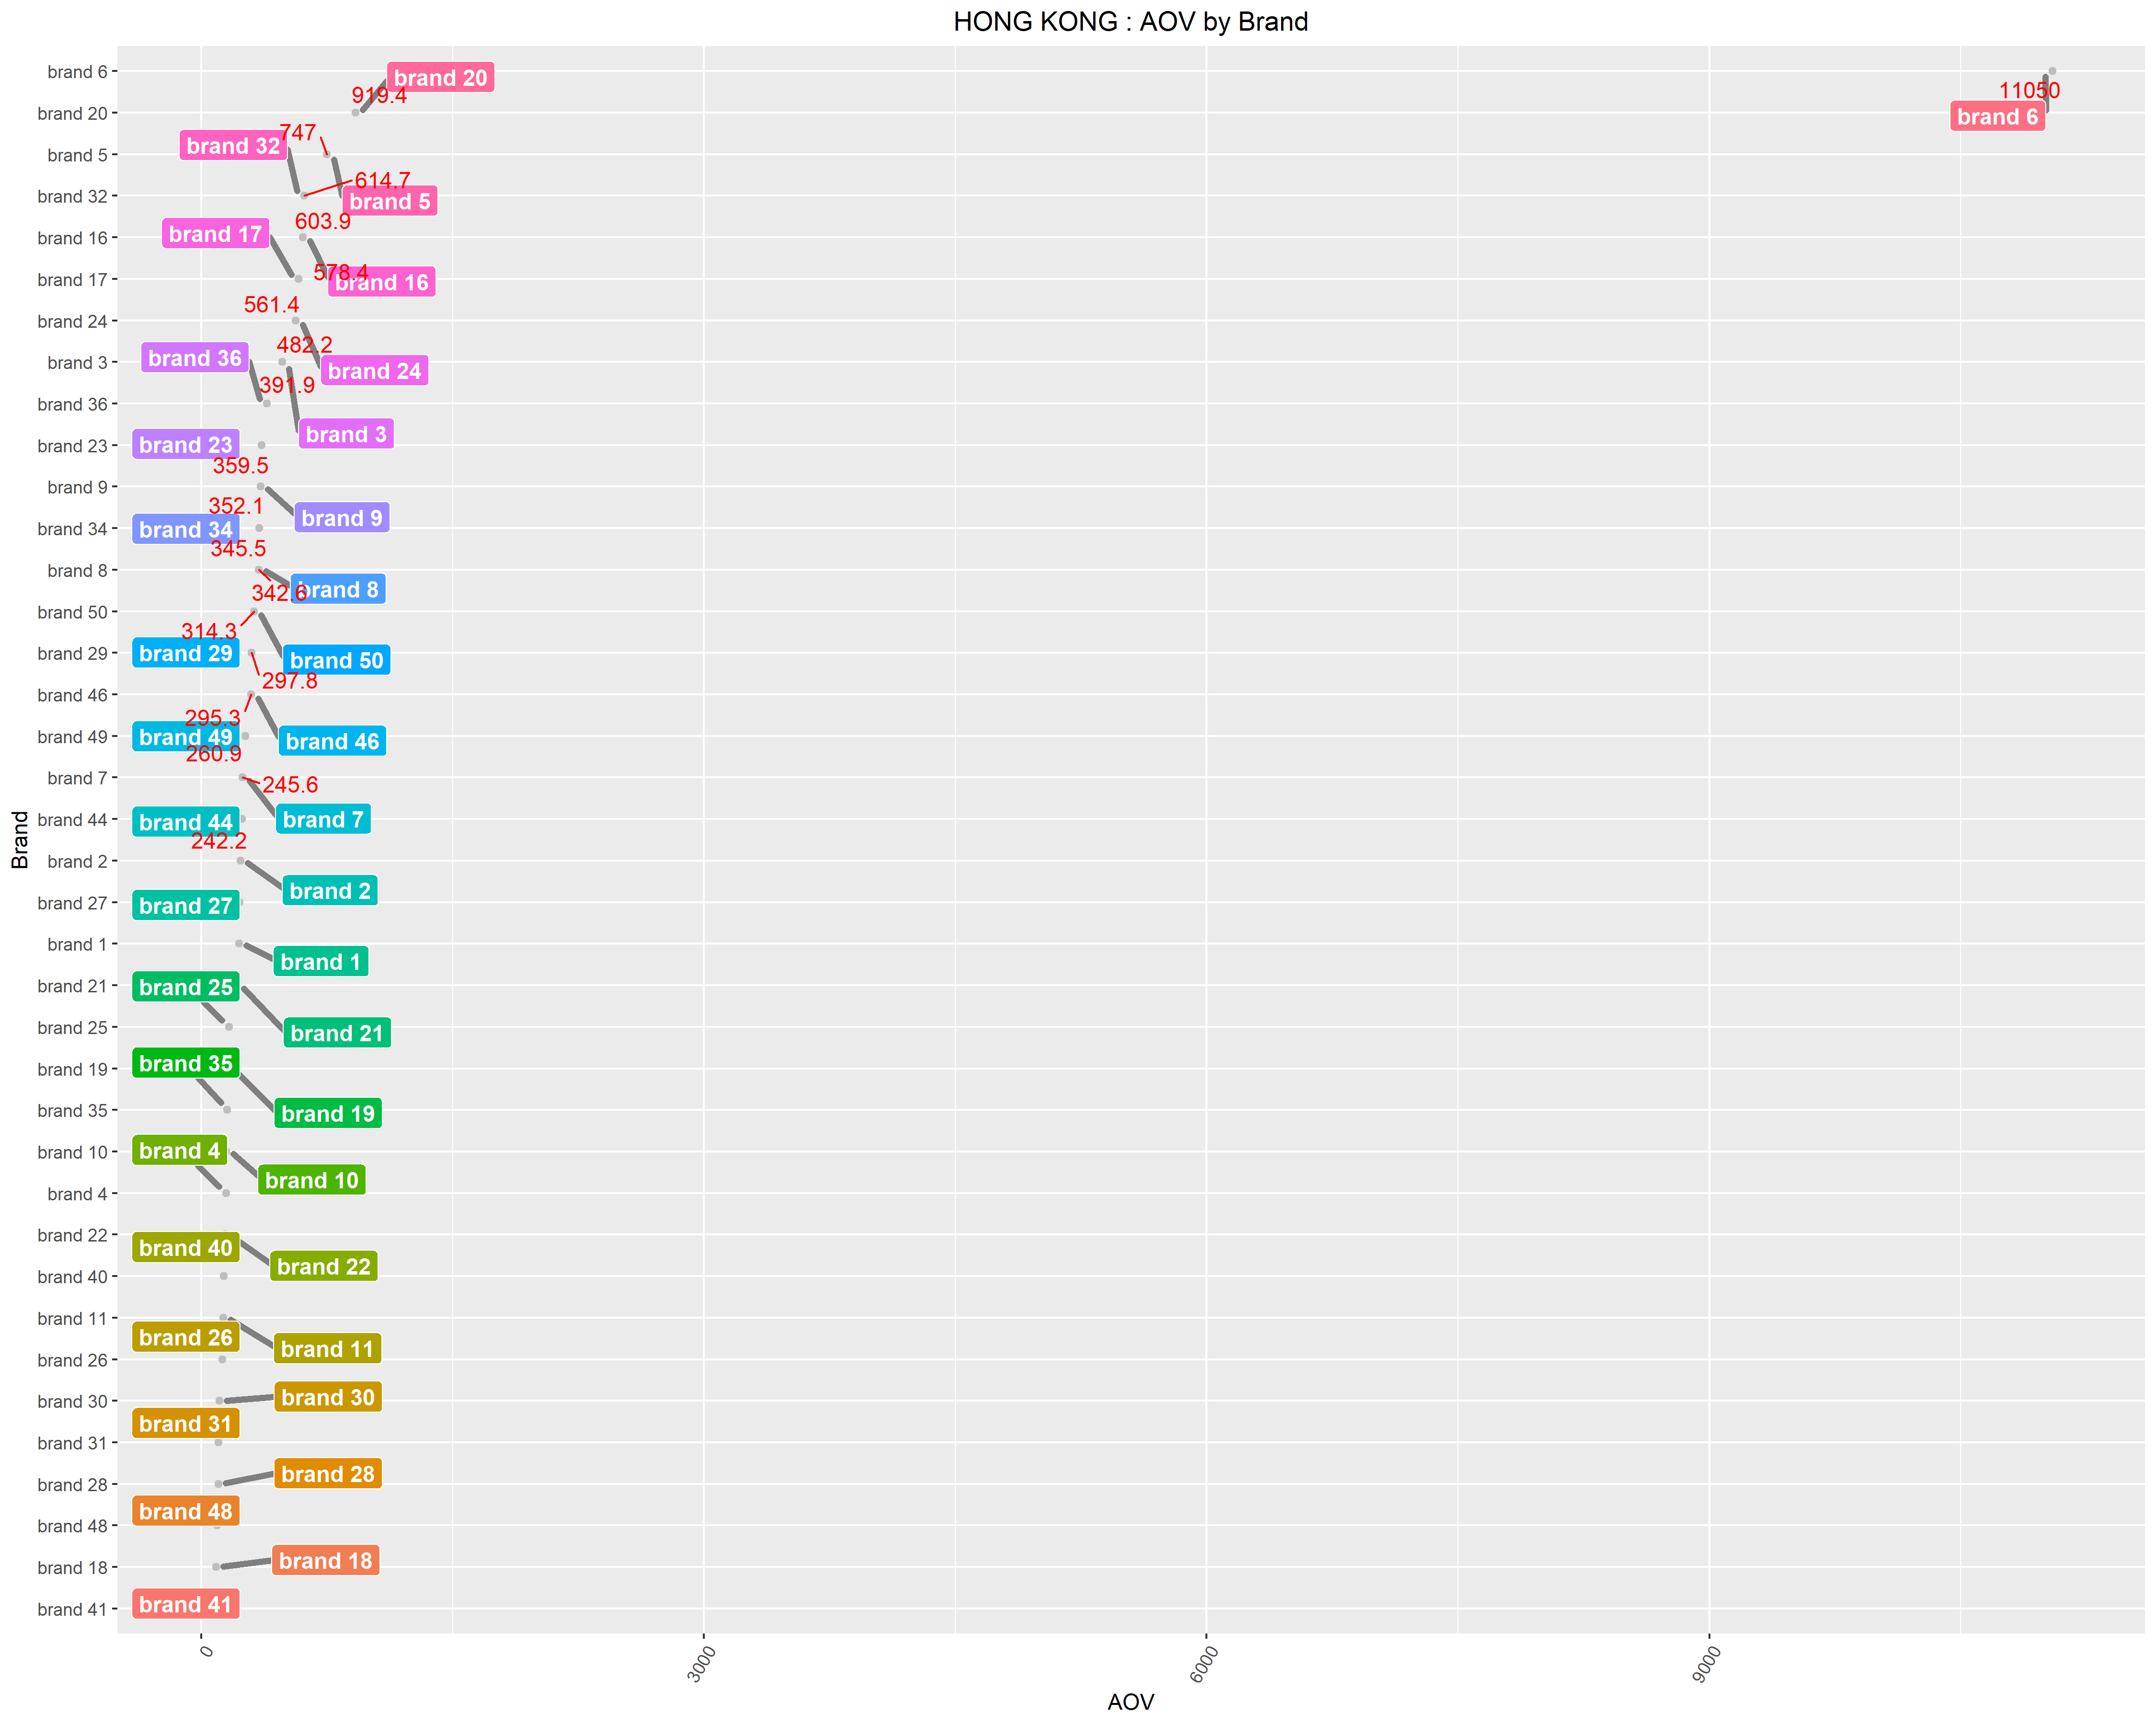 HONG KONG : AOV by Brand
Brand
brand 6
brand 20
brand 5
brand 32
brand 16
brand 17
brand 24
brand 3
brand 36
brand 23
brand 9
brand 34
brand 8
brand 50
brand 29
brand 46
brand 49
brand 7
brand 44
brand 2
brand 27
brand 1
brand 21
brand 25
brand 19
brand 35
brand 10
brand 4
brand 22
brand 40
brand 11
brand 26
brand 30
brand 31
brand 28
brand 48
brand 18
brand 41
brand 20
919.4
11050
brand 6
747
brand 32
614.7
brand 5
603.9
brand 17
578.4
brand 16
561.4
482.2
brand 36
brand 24
391.9
brand 3
brand 23
359.5
352.1
brand 9
brand 34
345.5
brand 8
342.6
314.3
brand 29
brand 50
297.8
295.3
brand 49
brand 46
260.9
245.6
brand 7
brand 44
242.2
brand 2
brand 27
brand 1
brand 25
brand 21
brand 35
brand 19
brand 4
brand 10
brand 40
brand 22
brand 26
brand 11
brand 30
brand 31
brand 28
brand 48
brand 18
brand 41
0
3000
6000
9000
AOV